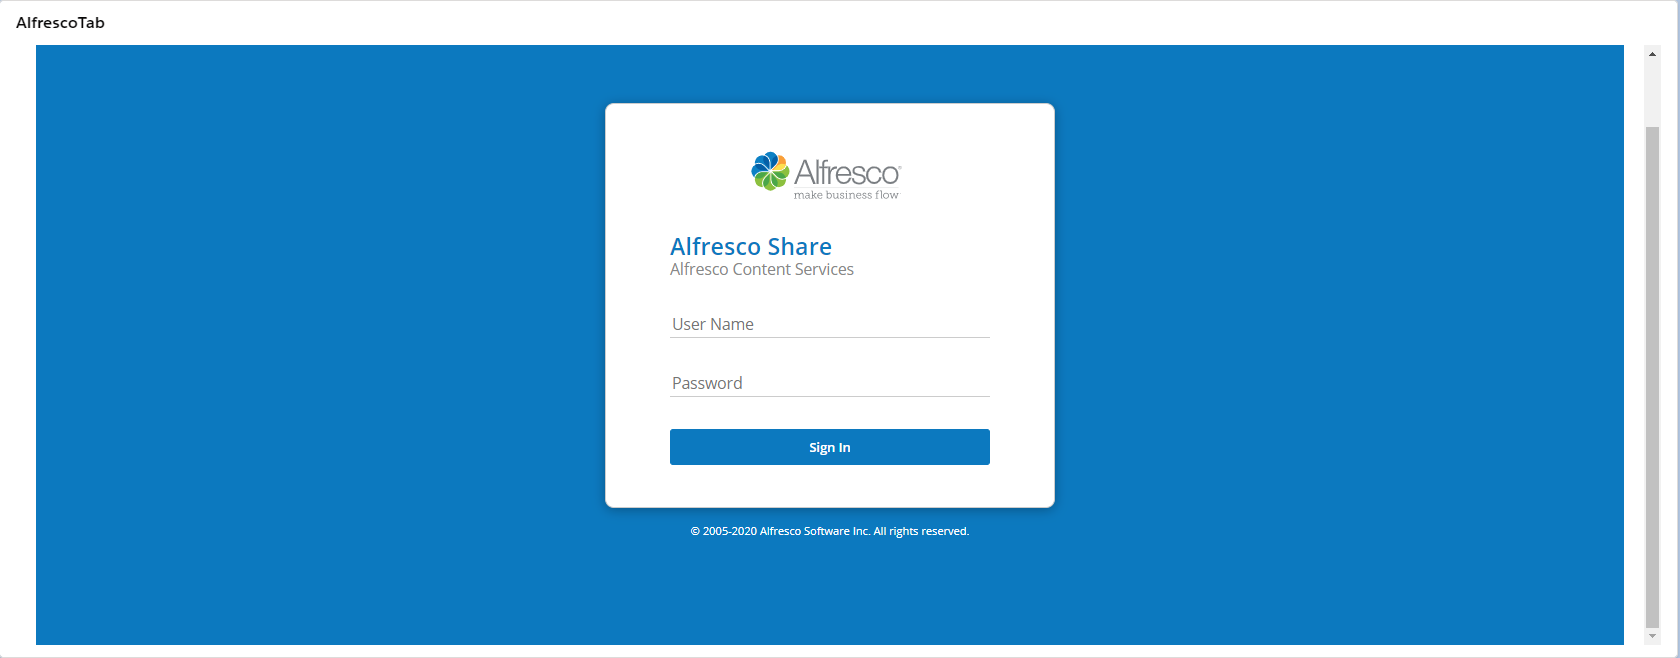 AlfrescoTab
Alfresco
make business flow
Alfresco Share
Alfresco Content Services
User Name
Password
Sign In
© 2005-2020 Alfresco Software Inc. All rights reserved.